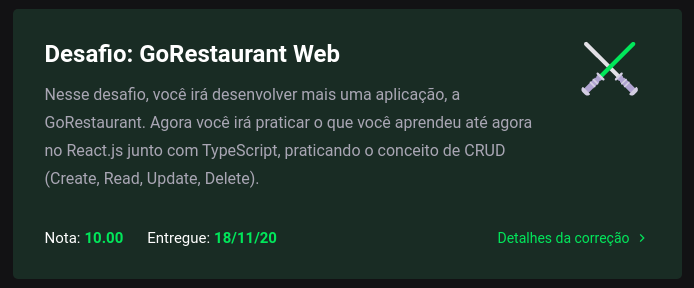 Desafio: GoRestaurant Web
Nesse desafio, você irá desenvolver mais uma aplicação, a
GoRestaurant. Agora você irá praticar o que você aprendeu até agora
no React.js junto com TypeScript, praticando o conceito de CRUD
(Create, Read, Update, Delete).
Nota: 10.00 Entregue: 18/11/20 Detalhes da correção >